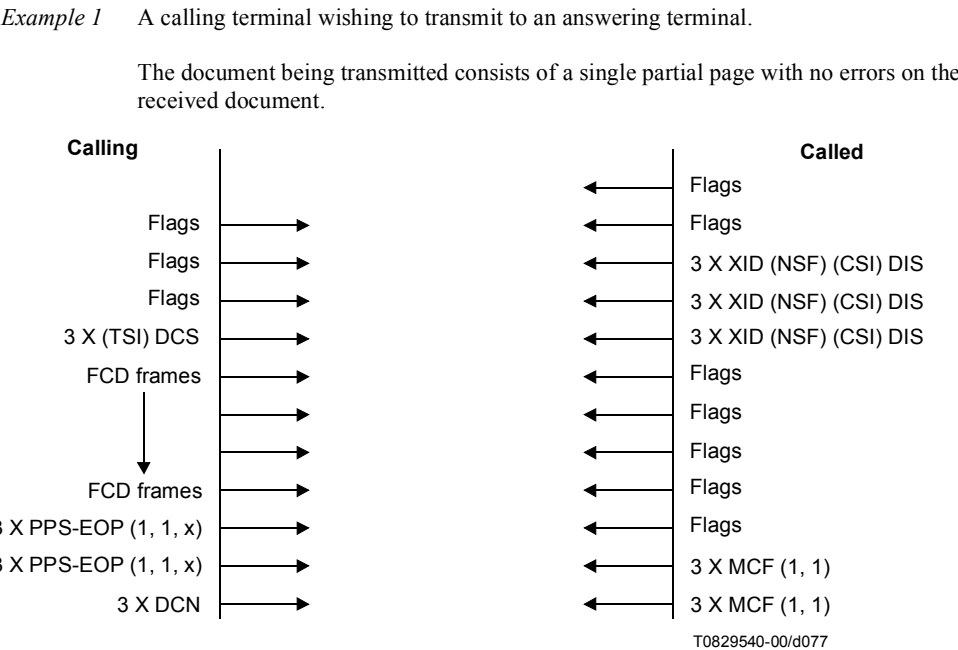 Example 1 A calling terminal wishing to transmit to an answering terminal.
The document being transmitted consists of a single partial page with no errors on the
received document.
Calling Called
Flags
Flags Flags
Flags 3 X XID (NSF) (CSI) DIS
Flags 3 X XID (NSF) (CSI) DIS
3 X (TSI) DCS 3 X XID (NSF) (CSI) DIS
FCD frames Flags
Flags
Flags
FCD frames Flags
3 X PPS-EOP (1, 1, x) Flags
3 X PPS-EOP (1, 1, x) 3 X MCF (1, 1)
3 X DCN 3 X MCF (1, 1)
T0829540-00/d077